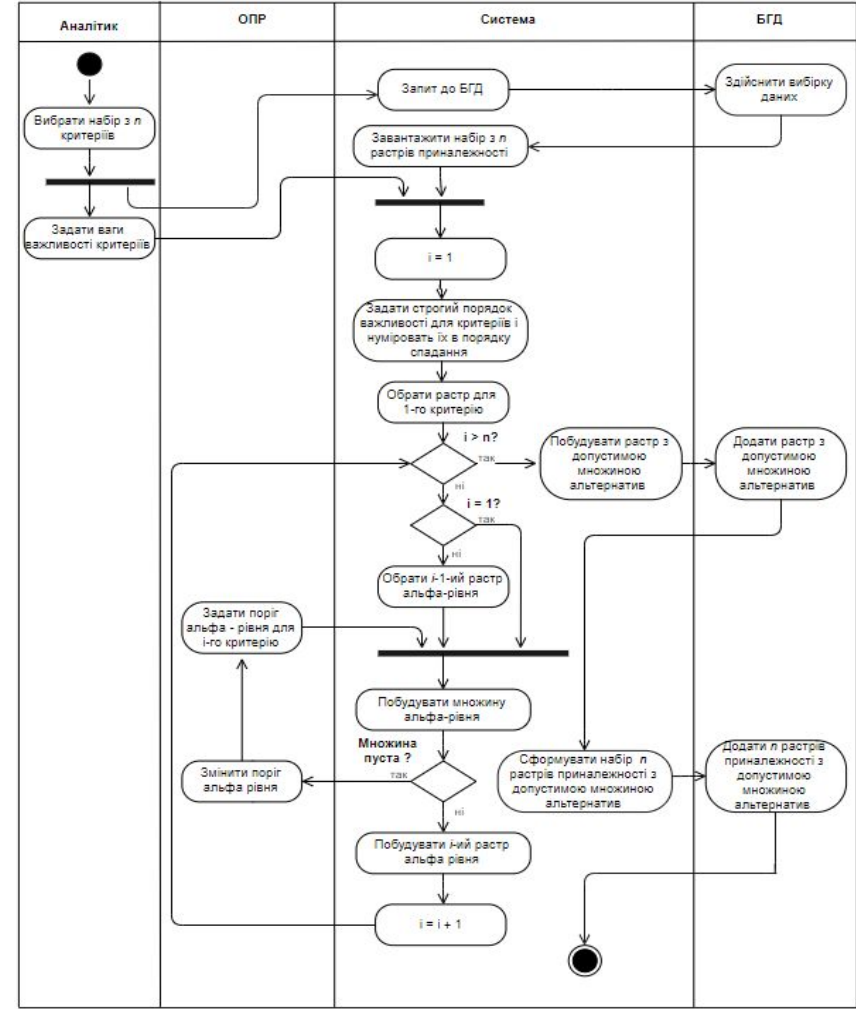 Аналітик
ОПР
Система
БГД
Запит до БГД
Здійснити вибірку
даних
Вибрати набір з n
критеріїв
Завантажити набір з n
растрів приналежності
Задати ваги
важливості критеріїв
i = 1
Задати строгий порядок
важливості для критеріїв і
нуміровать їх в порядку
спадання
Обрати растр для
1-го критерію
i > n?
так
ні
Побудувати растр з
допустимою
множиною
альтернатив
Додати растр з
допустимою
множиною
альтернатив
i = 1?
так
ні
Обрати i-1-ий растр
альфа-рівня
Задати поріг
альфа - рівня для
і-го критерію
Побудувати множину
альфа-рівня
Множина
пуста ?
так
ні
Змінити поріг
альфа рівня
Сформувати набір n
растрів приналежності з
допустимою множиною
альтернатив
Додати n растрів
приналежності з
допустимою
множиною
альтернатив
Побудувати i-ий растр
альфа рівня
i = i + 1